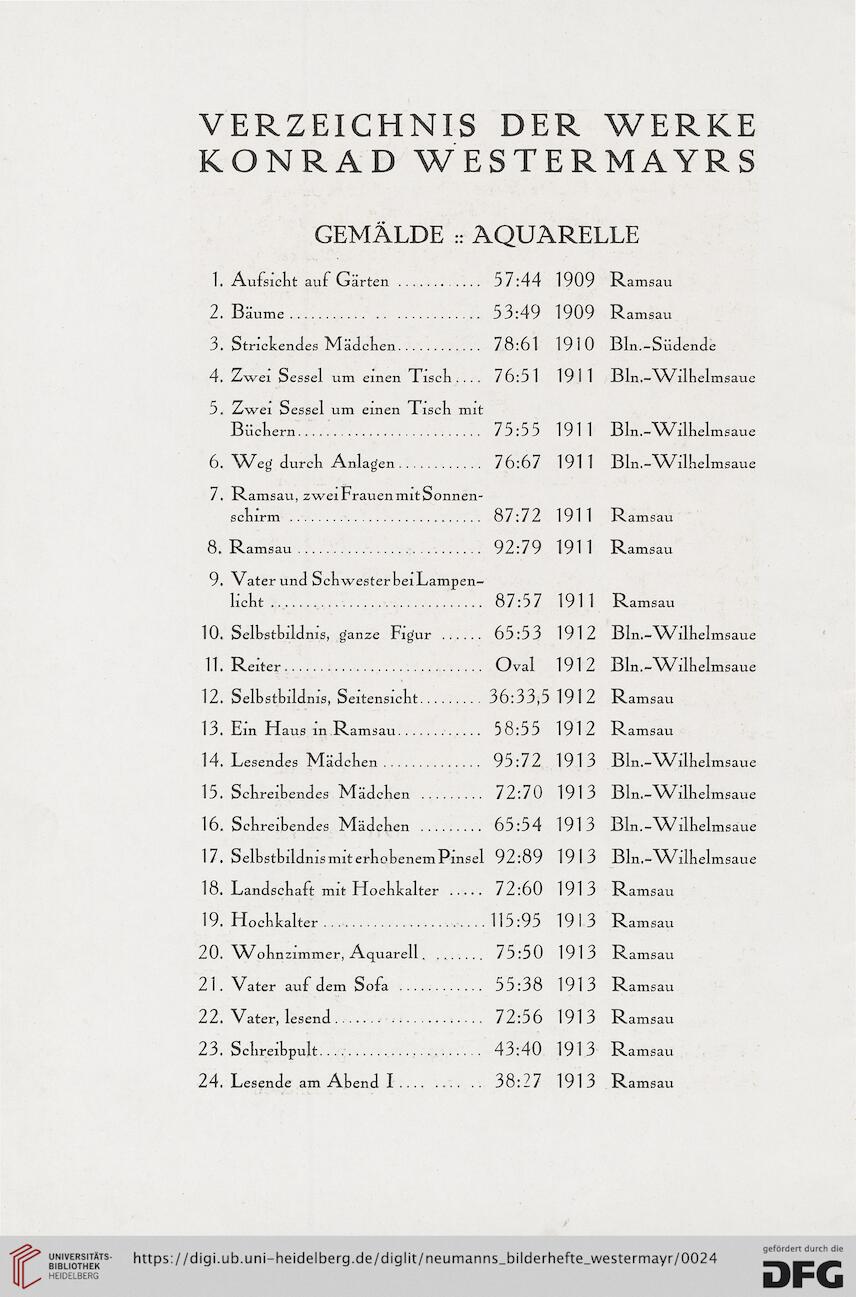 VERZEICHNIS DER WERKE
KONRAD WESTERMAYRS
GEMÄLDE :: AQUARELLE
1. Aufsicht auf Gärten ............ 57:44 1909 Ramsau
2. Bäume ........................... 53:49 1909 Ramsau
3. Strickendes Mädchen............ 78:61 1910 Bln.-Südende
4. Zwei Sessel um einen Tisch.... 76:51 1911 Bln.-Wilhelmsaue
5. Zwei Sessel um einen Tisch mit
Büchern.......................... 75:55 1911 Bln.-Wilhelmsaue
6. Weg durch Anlagen............ 76:67 1911 Bln.-Wilhelmsaue
7. Ramsau, zwei Frauen mit Sonnen-
schirm ........................... 87:72 1911 Ramsau
8. Ramsau .......................... 92:79 1911 Ramsau
9. Vater und Schwester bei Lampen-
licht .............................. 87:57 1911 Ramsau
10. Selbstbildnis, ganze Figur ...... 65:53 1912 Bln.-Wilhelmsaue
11. Reiter............................ Oval 1912 Bln.-Wilhelmsaue
12. Selbstbildnis, Seitensicht......... 36:33,5 1912 Ramsau
13. Ein Haus in Ramsau............ 58:55 1912 Ramsau
14. Lesendes Mädchen .............. 95:72 1913 Bln.-Wilhelmsaue
15. Schreibendes Mädchen ......... 72:70 1913 Bln.-Wilhelmsaue
16. Schreibendes Mädchen ......... 65:54 1913 Bln.-Wilhelmsaue
17. Selbstbildnis mit erhobenem Pinsel 92:89 1913 Bln.-Wilhelmsaue
18. Landschaft mit Hochkalter ..... 72:60 1913 Ramsau
19. Hochkalter ....................... 115:95 1913 Ramsau
20. Wohnzimmer, Aquarell. ....... 75:50 1913 Ramsau
21. Vater auf dem Sofa ............ 55:38 1913 Ramsau
22. Vater, lesend ..................... 72:56 1913 Ramsau
23. Schreibpult....................... 43:40 1913 Ramsau
24. Lesende am Abend I .... .... .. 38:27 1913 Ramsau
UNIVERSITÄTS-
BIBLIOTHEK
HEIDELBERG
https://digi.ub.uni-heidelberg.de/diglit/neumanns_bilderhefte_westermayr/0024
gefördert durch die
DFG